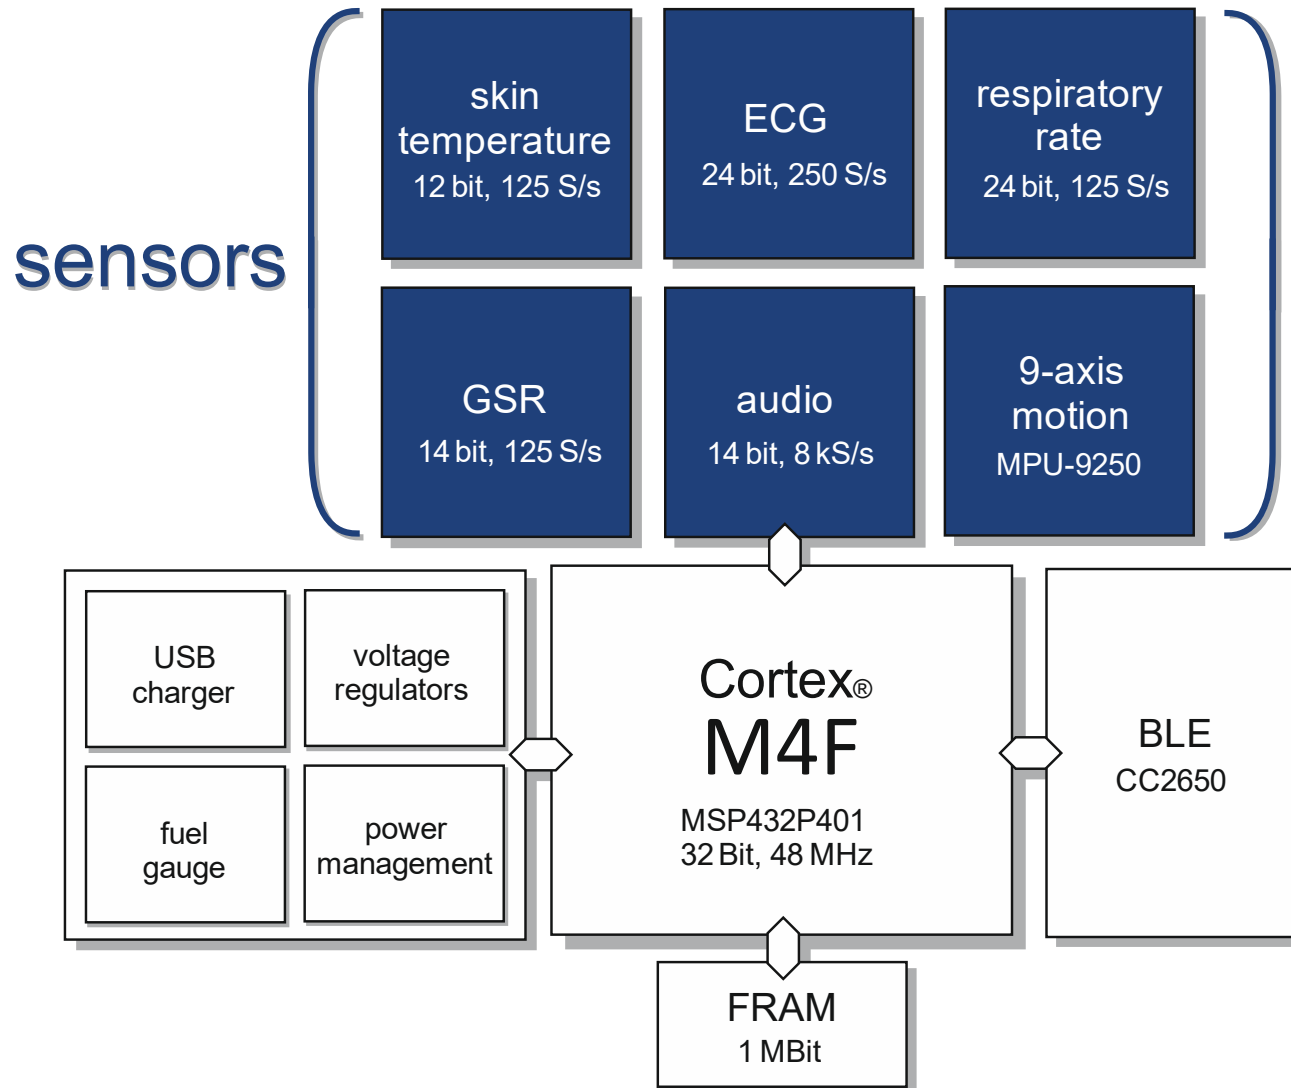 sensors
skin
temperature
12 bit, 125 S/s
ECG
24 bit, 250 S/s
respiratory
rate
24 bit, 125 S/s
GSR
14 bit, 125 S/s
audio
14 bit, 8 kS/s
9-axis
motion
MPU-9250
USB
charger
voltage
regulators
fuel
gauge
power
management
Cortex®
M4F
MSP432P401
32 Bit, 48 MHz
BLE
CC2650
FRAM
1 MBit